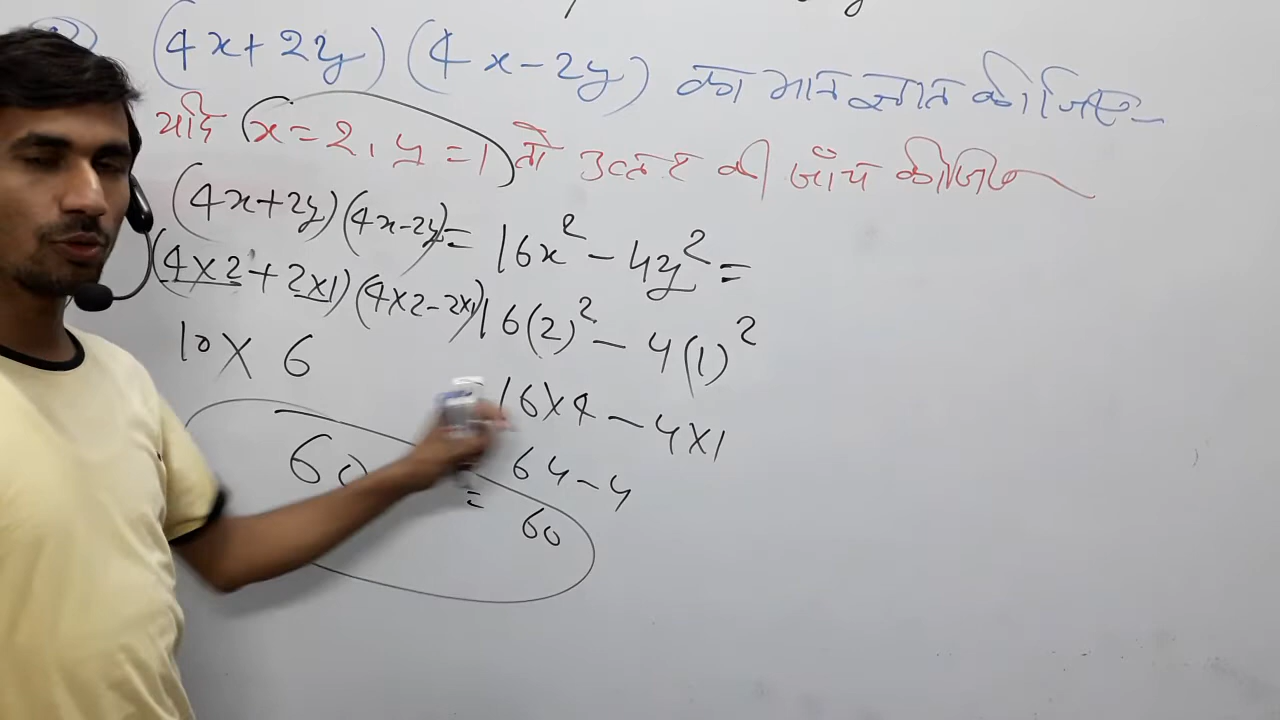 (4x+2y) (4x-2y) का मान ज्ञात कीजिए-
यदि (x=2, y=1) तो उत्तर की जाँच कीजिए
(4x+2y)(4x-2y) = 16x² - 4y² =
(4×2 + 2×1) (4×2-2×1) 16(2)² - 4(1)²
10 × 6
16×4 - 4×1
64-4
60 = 60